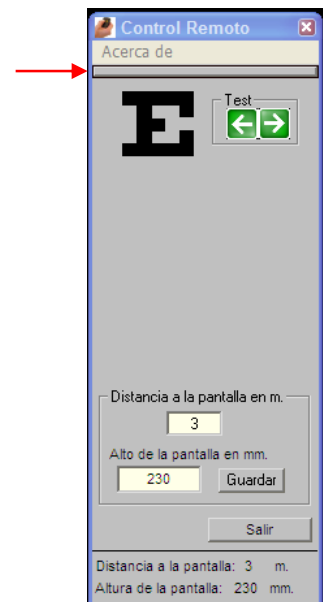 Control Remoto
Acerca de
E
Test
Distancia a la pantalla en m.
3
Alto de la pantalla en mm.
230 Guardar
Salir
Distancia a la pantalla: 3 m.
Altura de la pantalla: 230 mm.